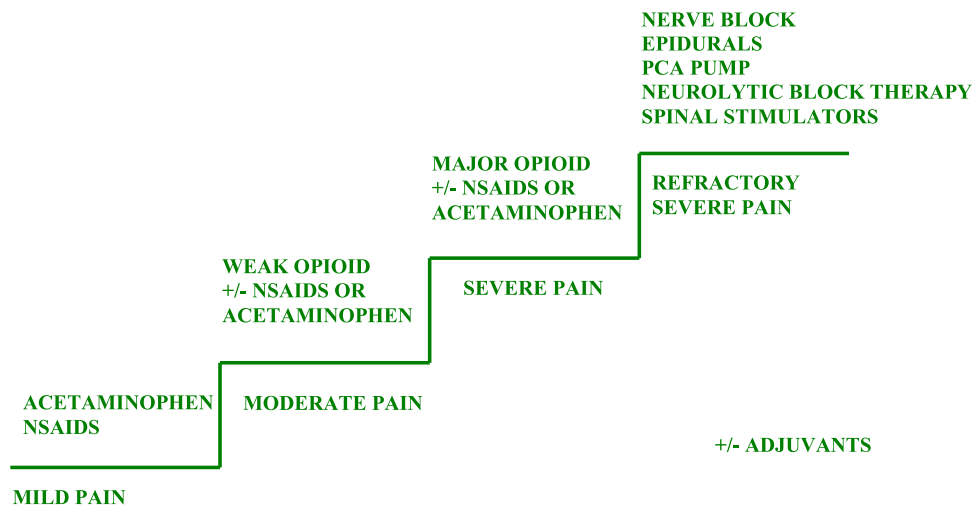 NERVE BLOCK
EPIDURALS
PCA PUMP
NEUROLYTIC BLOCK THERAPY
SPINAL STIMULATORS
MAJOR OPIOID
+/- NSAIDS OR
ACETAMINOPHEN
REFRACTORY
SEVERE PAIN
WEAK OPIOID
+/- NSAIDS OR
ACETAMINOPHEN
SEVERE PAIN
ACETAMINOPHEN
NSAIDS
MODERATE PAIN
+/- ADJUVANTS
MILD PAIN